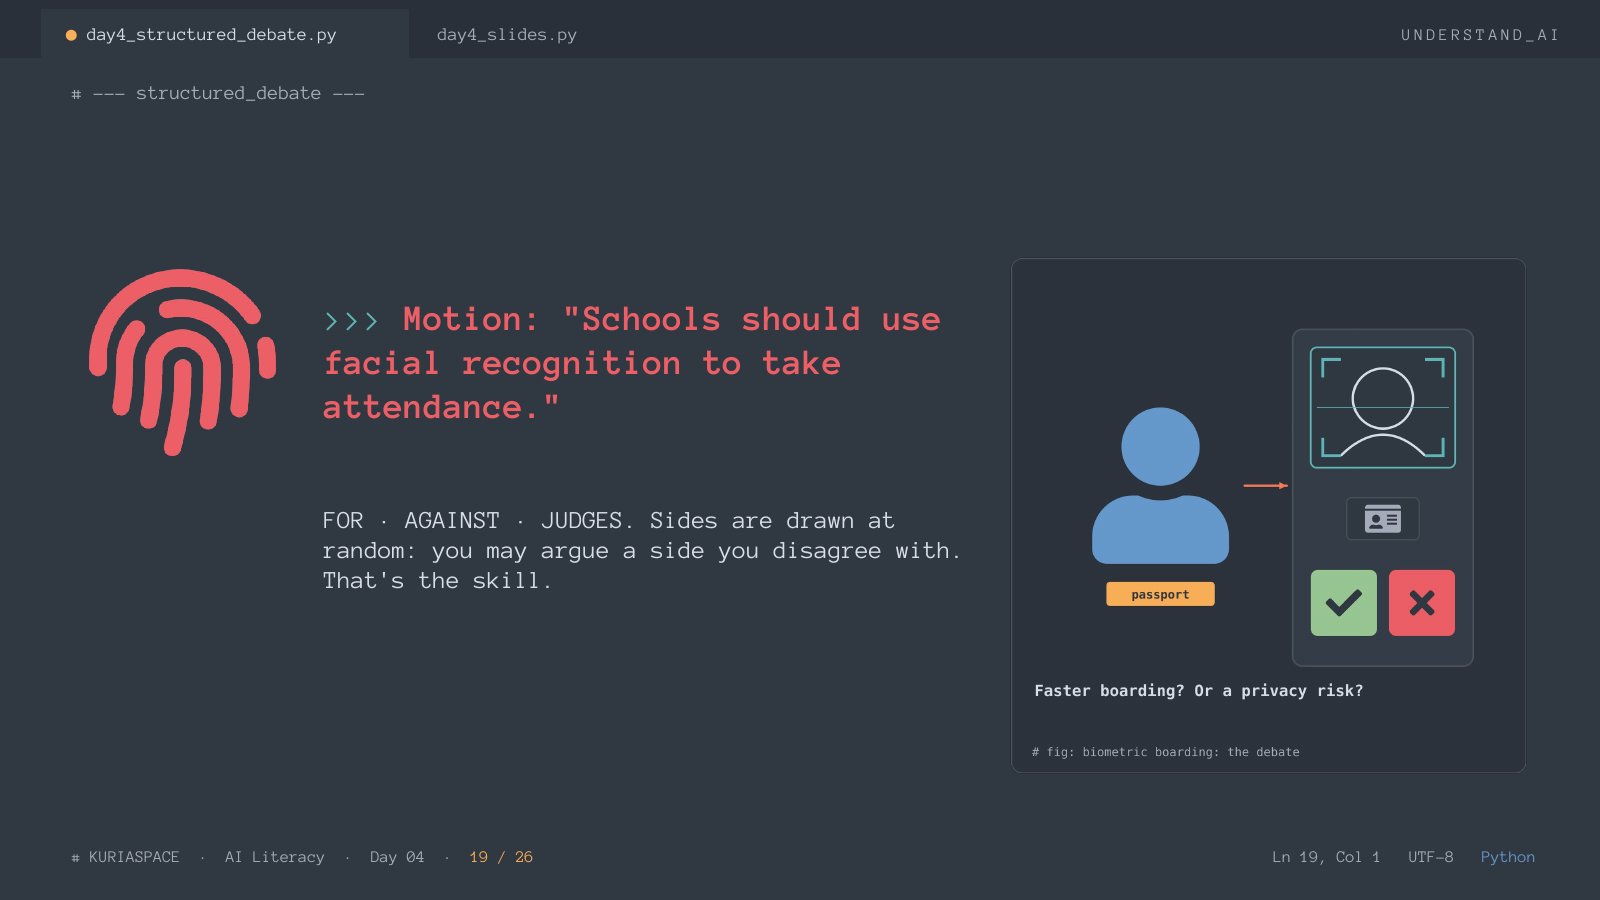 day4_structured_debate.py
day4_slides.py
UNDERSTAND_AI
# --- structured_debate ---
>>> Motion: "Schools should use
facial recognition to take
attendance."
FOR · AGAINST · JUDGES. Sides are drawn at
random: you may argue a side you disagree with.
That's the skill.
passport
Faster boarding? Or a privacy risk?
# fig: biometric boarding: the debate
# KURIASPACE · AI Literacy · Day 04 · 19 / 26
Ln 19, Col 1 UTF-8 Python